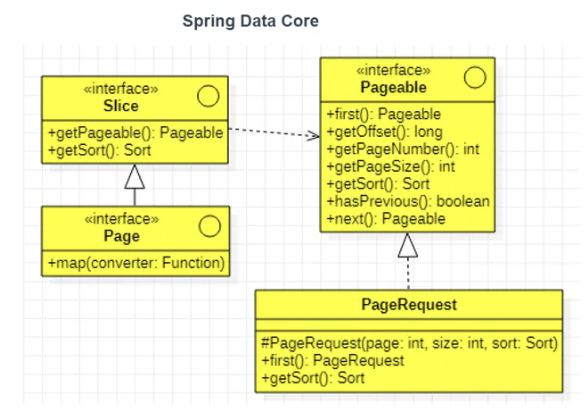 Spring Data Core
«interface»
Slice
+getPageable(): Pageable
+getSort(): Sort
«interface»
Pageable
+first(): Pageable
+getOffset(): long
+getPageNumber(): int
+getPageSize(): int
+getSort(): Sort
+hasPrevious(): boolean
+next(): Pageable
«interface»
Page
+map(converter: Function)
PageRequest
#PageRequest(page: int, size: int, sort: Sort)
+first(): PageRequest
+getSort(): Sort